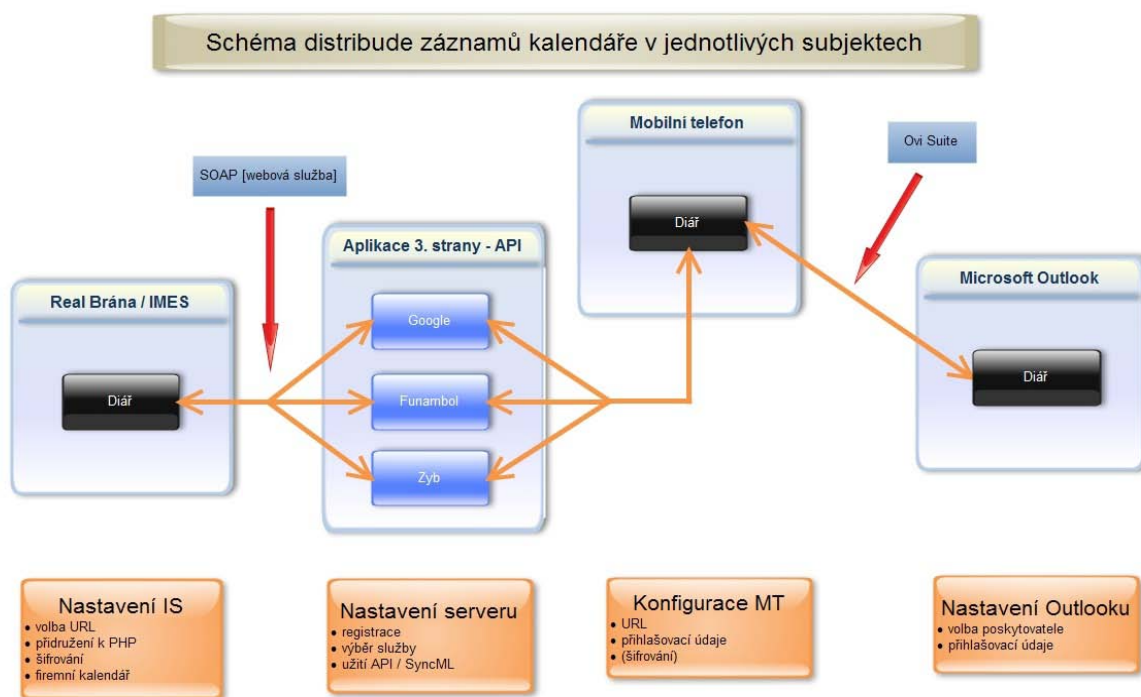 Schéma distribude záznamů kalendáře v jednotlivých subjektech
Mobilni telefon
Ovi Suite
SOAP [webová služba]
Diář
Aplikace 3. strany - API
Real Brána / IMES
Microsoft Outlook
Google
Diář
Funambol
Diář
Zyb
Nastavení IS
• volba URL
• přidružení k PHP
• šifrování
• firemní kalendář
Nastavení serveru
• registrace
• výběr služby
• užití API / SyncML
Konfigurace MT
• URL
• přihlašovací údaje
• (šifrování)
Nastavení Outlooku
• volba poskytovatele
• přihlašovací údaje